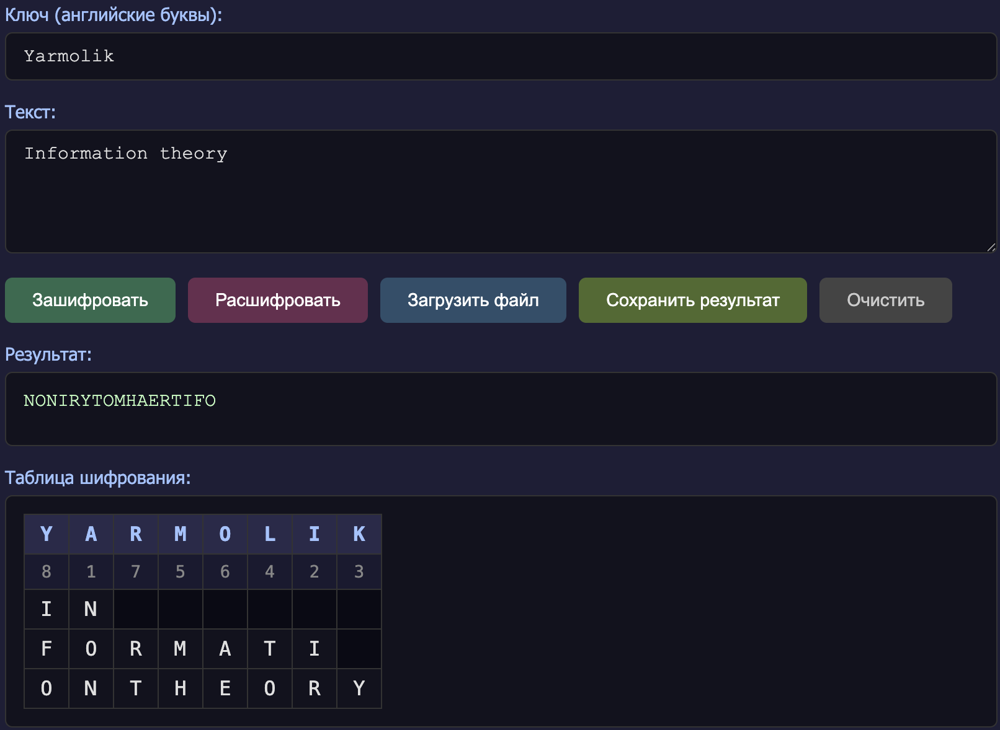 Ключ (английские буквы):
Yarmolik
Текст:
Information theory
Зашифровать Расшифровать Загрузить файл Сохранить результат Очистить
Результат:
NONIRYTOMHAERTIFO
Таблица шифрования:
Y A R M O L I K
8 1 7 5 6 4 2 3
I N
F O R M A T I
O N T H E O R Y